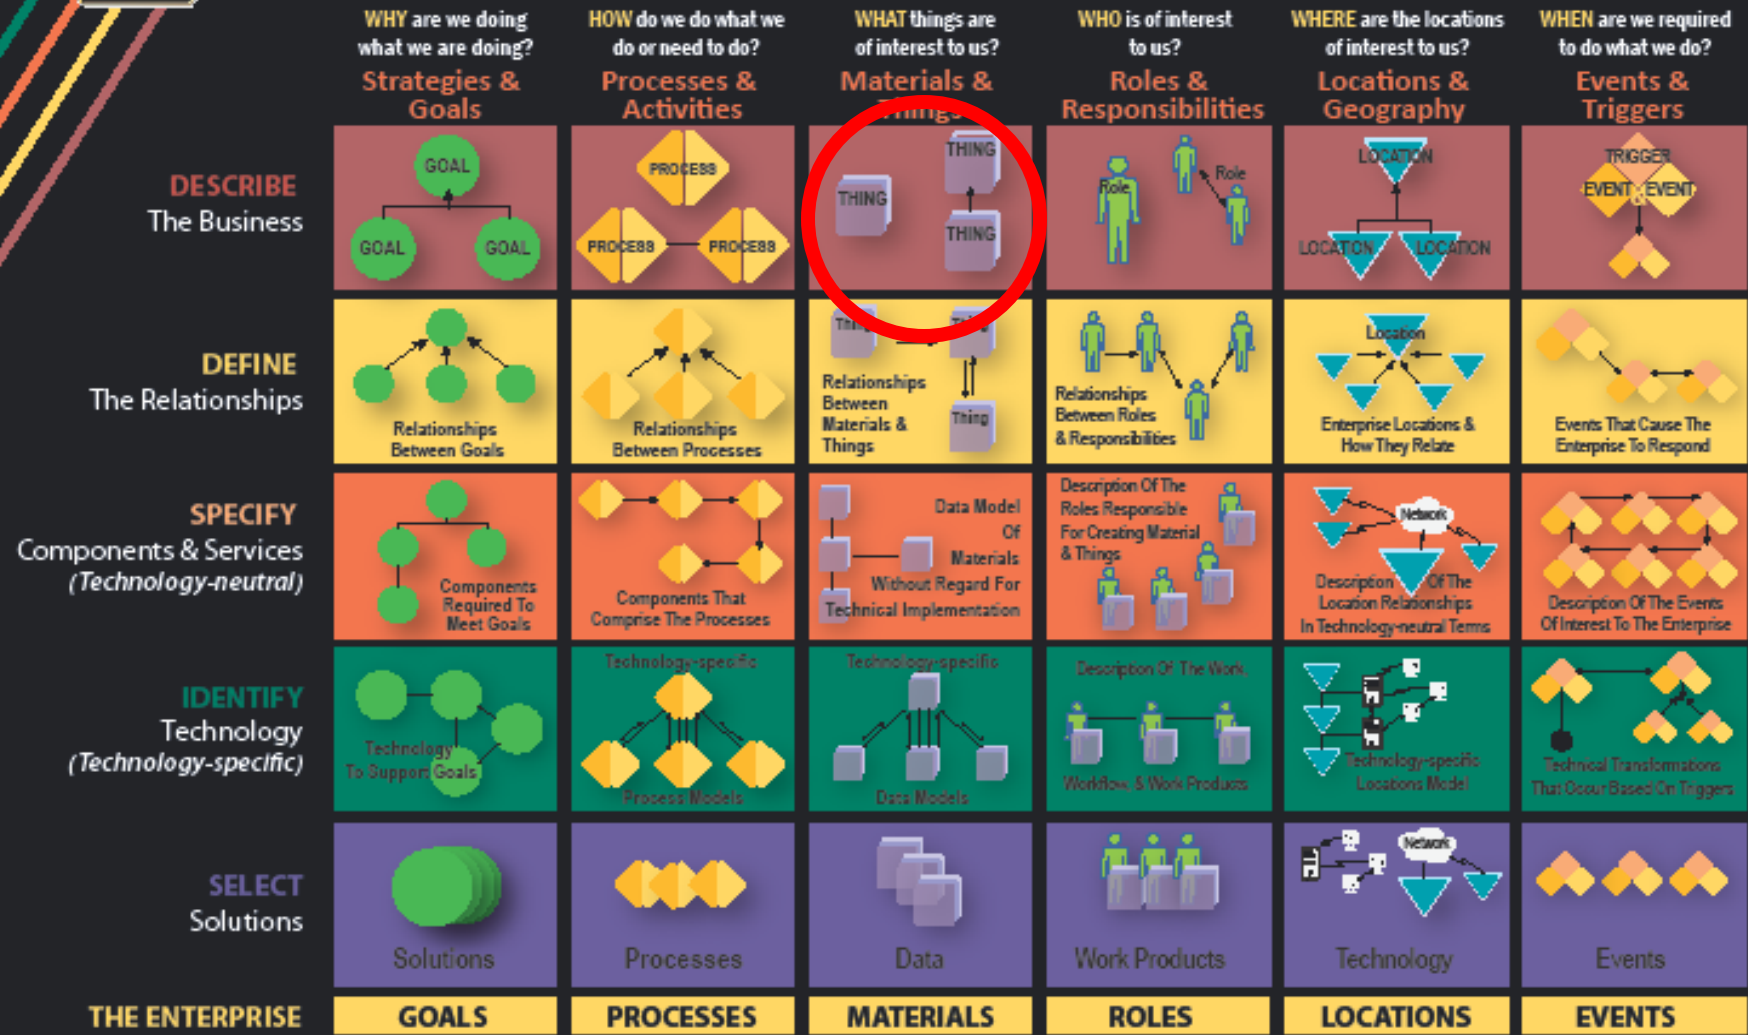 WHY are we doing
what we are doing?
Strategies &
Goals
HOW do we do what we
do or need to do?
Processes &
Activities
WHAT things are
of interest to us?
Materials &
Things
WHO is of interest
to us?
Roles &
Responsibilities
WHERE are the locations
of interest to us?
Locations &
Geography
WHEN are we required
to do what we do?
Events &
Triggers
DESCRIBE
The Business
GOAL
GOAL GOAL
PROCESS
PROCESS PROCESS
THING
THING
THING
Role
Role
LOCATION
LOCATION LOCATION
TRIGGER
EVENT & EVENT
DEFINE
The Relationships
Relationships
Between Goals
Relationships
Between Processes
Thing Thing
Relationships
Between
Materials &
Things
Thing
Relationships
Between Roles
& Responsibilities
Location
Enterprise Locations &
How They Relate
Events That Cause The
Enterprise To Respond
SPECIFY
Components & Services
(Technology-neutral)
Components
Required To
Meet Goals
Components That
Comprise The Processes
Data Model
Of
Materials
Without Regard For
Technical Implementation
Description Of The
Roles Responsible
For Creating Material
& Things
Network
Description Of The
Location Relationships
In Technology-neutral Terms
Description Of The Events
Of Interest To The Enterprise
IDENTIFY
Technology
(Technology-specific)
Technology
To Support Goals
Technology-specific
Process Models
Technology-specific
Data Models
Description Of The Work
Workflow, & Work Products
Technology-specific
Locations Model
Technical Transformations
That Occur Based On Triggers
SELECT
Solutions
Solutions
Processes
Data
Work Products
Network
Technology
Events
THE ENTERPRISE
GOALS
PROCESSES
MATERIALS
ROLES
LOCATIONS
EVENTS